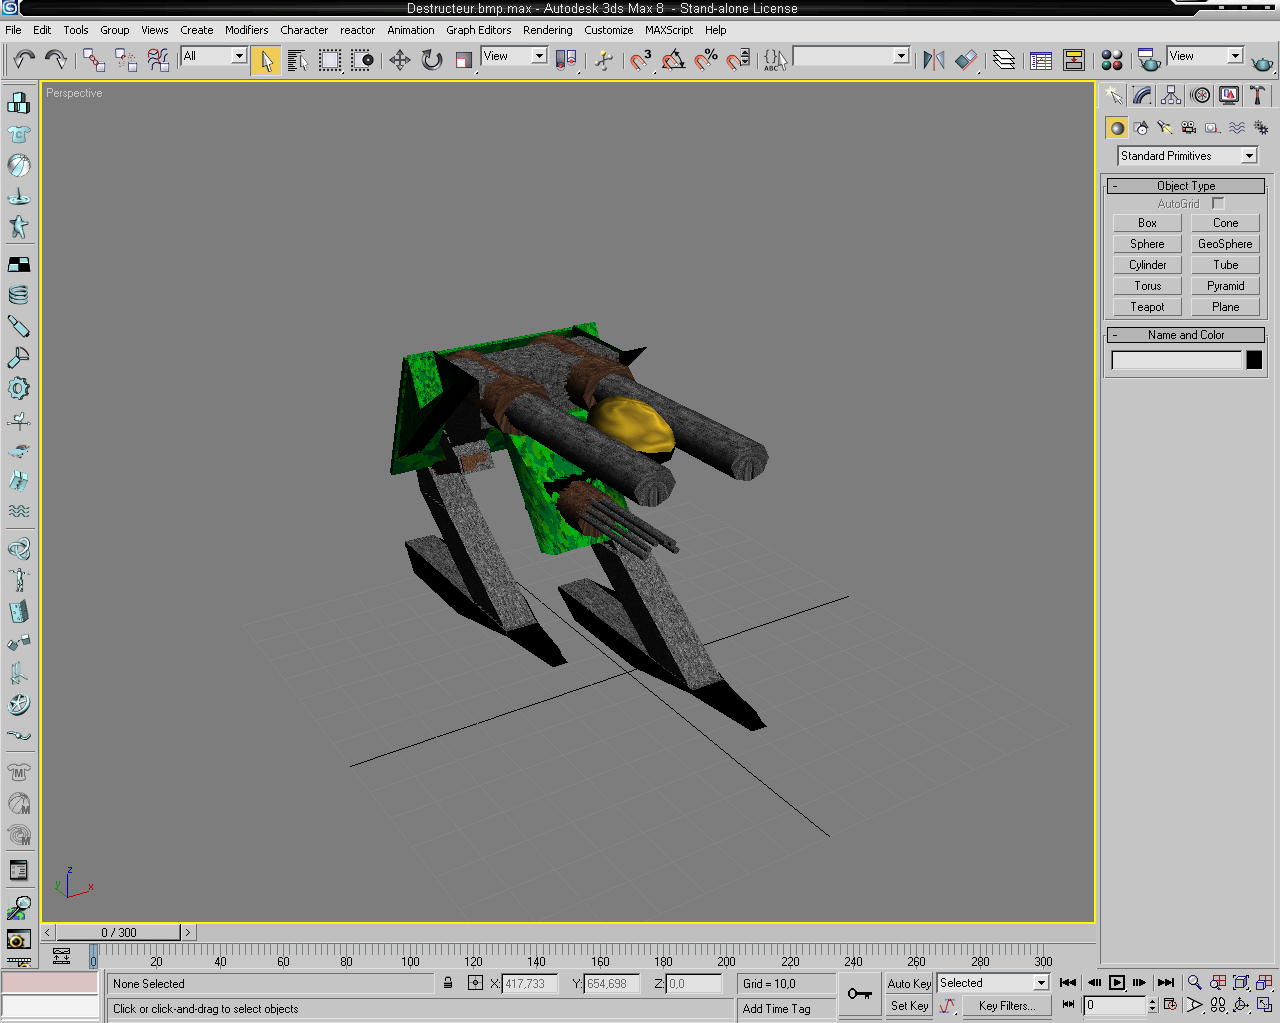 Destructeur.bmp.max - Autodesk 3ds Max 8 - Stand-alone License
File Edit Tools Group Views Create Modifiers Character reactor Animation Graph Editors Rendering Customize MAXScript Help
All View 3 % ABC View
Perspective
Standard Primitives
- Object Type
AutoGrid
Box Cone
Sphere GeoSphere
Cylinder Tube
Torus Pyramid
Teapot Plane
- Name and Color
z
y x
< 0 / 300 >
0 20 40 60 80 100 120 140 160 180 200 220 240 260 280 300
None Selected X: 417,733 Y: 654,698 Z: 0,0 Grid = 10,0 Auto Key Selected
Click or click-and-drag to select objects Add Time Tag Set Key Key Filters... 0